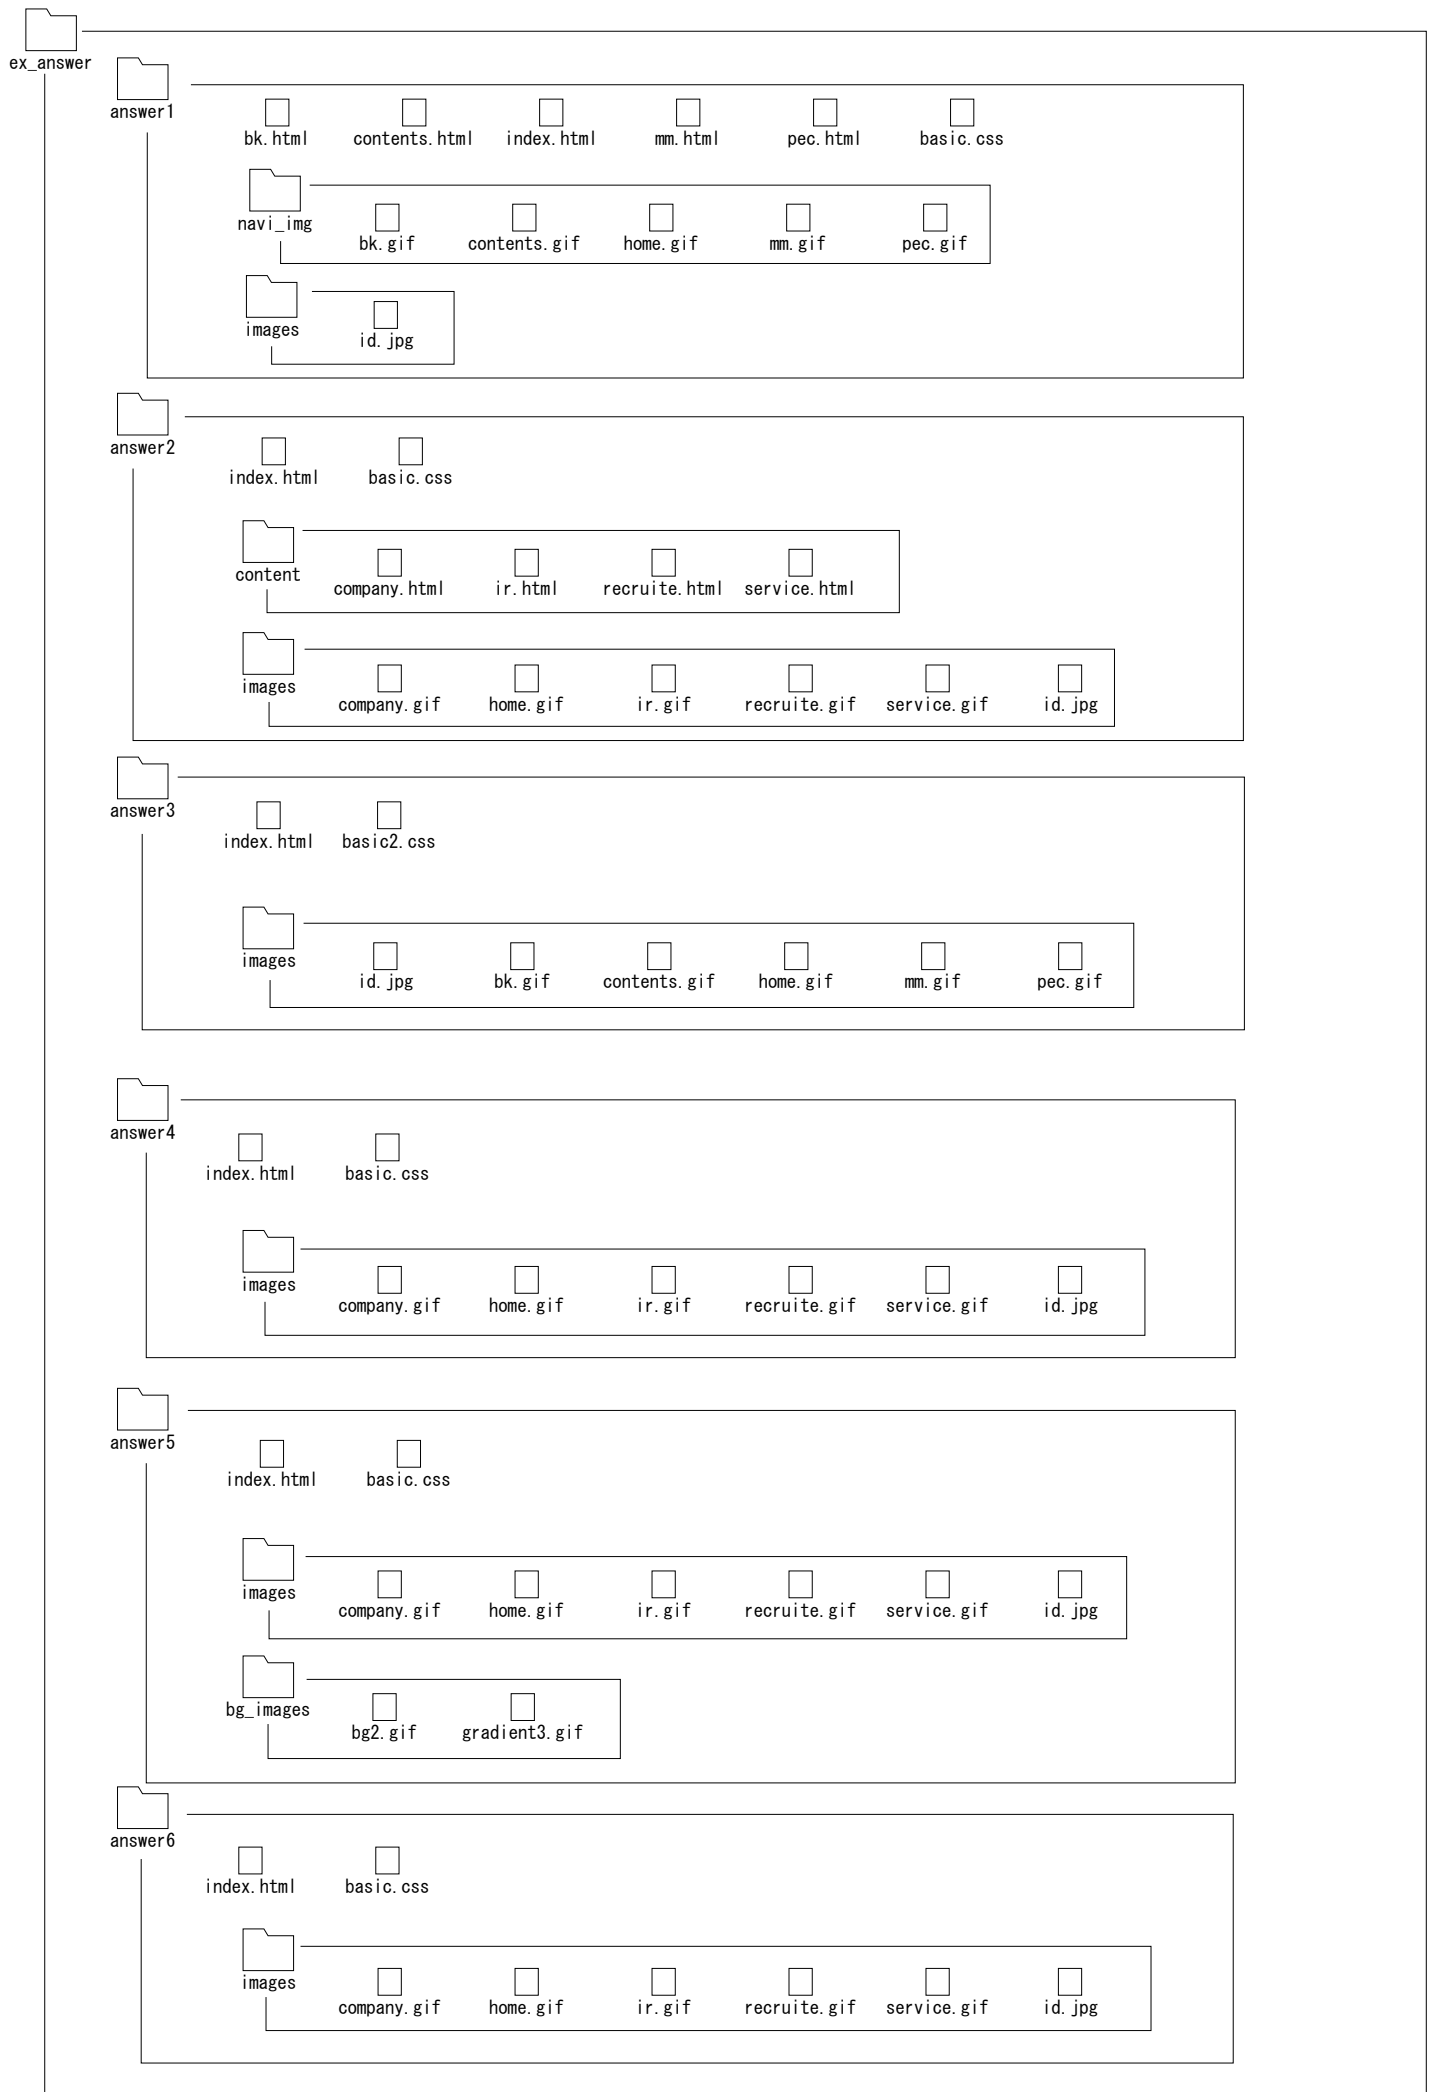 ex_answer
answer1
bk.html contents.html index.html mm.html pec.html basic.css
navi_img
bk.gif contents.gif home.gif mm.gif pec.gif
images
id.jpg
answer2
index.html basic.css
content
company.html ir.html recruite.html service.html
images
company.gif home.gif ir.gif recruite.gif service.gif id.jpg
answer3
index.html basic2.css
images
id.jpg bk.gif contents.gif home.gif mm.gif pec.gif
answer4
index.html basic.css
images
company.gif home.gif ir.gif recruite.gif service.gif id.jpg
answer5
index.html basic.css
images
company.gif home.gif ir.gif recruite.gif service.gif id.jpg
bg_images
bg2.gif gradient3.gif
answer6
index.html basic.css
images
company.gif home.gif ir.gif recruite.gif service.gif id.jpg